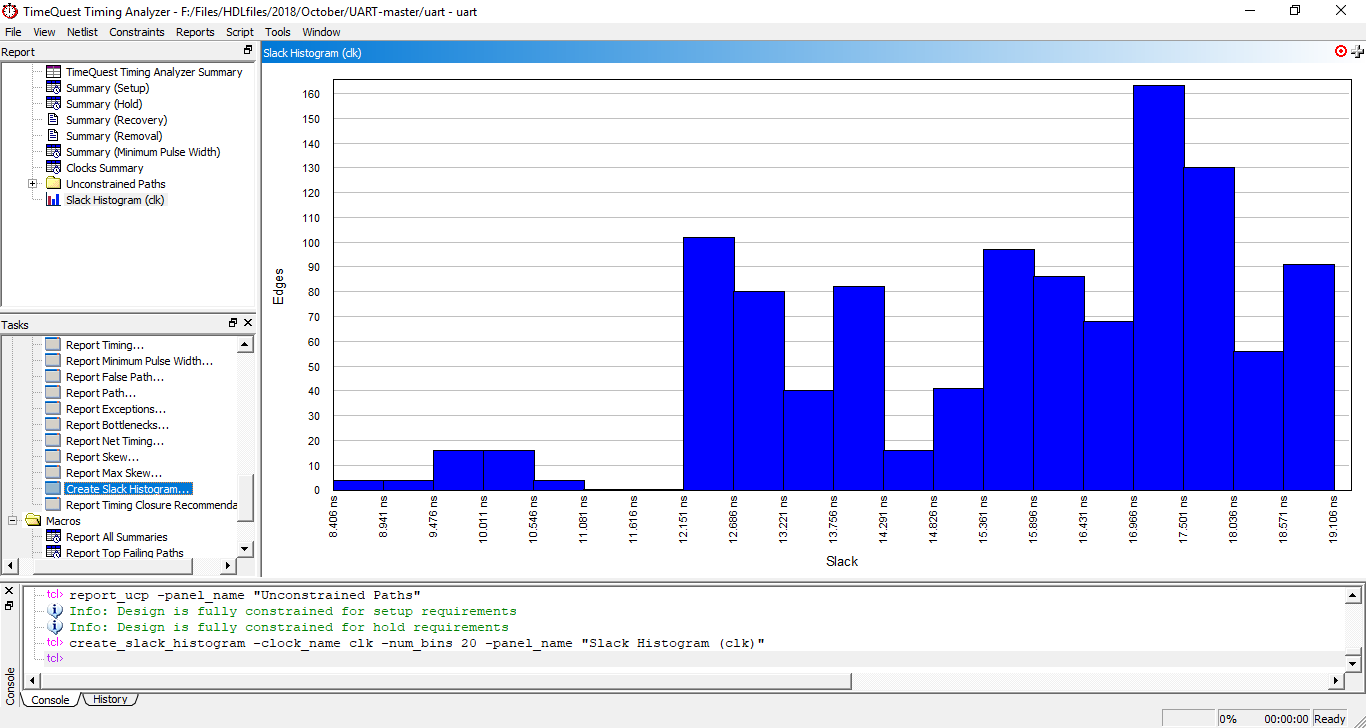 TimeQuest Timing Analyzer - F:/Files/HDLfiles/2018/October/UART-master/uart - uart
File View Netlist Constraints Reports Script Tools Window
Report
TimeQuest Timing Analyzer Summary
Summary (Setup)
Summary (Hold)
Summary (Recovery)
Summary (Removal)
Summary (Minimum Pulse Width)
Clocks Summary
Unconstrained Paths
Slack Histogram (clk)
Tasks
Report Timing...
Report Minimum Pulse Width...
Report False Path...
Report Path...
Report Exceptions...
Report Bottlenecks...
Report Net Timing...
Report Skew...
Report Max Skew...
Create Slack Histogram...
Report Timing Closure Recommenda
Macros
Report All Summaries
Report Top Failing Paths
Slack Histogram (clk)
160
150
140
130
120
110
100
90
80
70
60
50
40
30
20
10
0
Edges
8.406 ns 8.941 ns 9.476 ns 10.011 ns 10.546 ns 11.081 ns 11.616 ns 12.151 ns 12.686 ns 13.221 ns 13.756 ns 14.291 ns 14.826 ns 15.361 ns 15.896 ns 16.431 ns 16.966 ns 17.501 ns 18.036 ns 18.571 ns 19.106 ns
Slack
tcl> report_ucp -panel_name "Unconstrained Paths"
Info: Design is fully constrained for setup requirements
Info: Design is fully constrained for hold requirements
tcl> create_slack_histogram -clock_name clk -num_bins 20 -panel_name "Slack Histogram (clk)"
tcl>
Console
Console History
0% 00:00:00 Ready